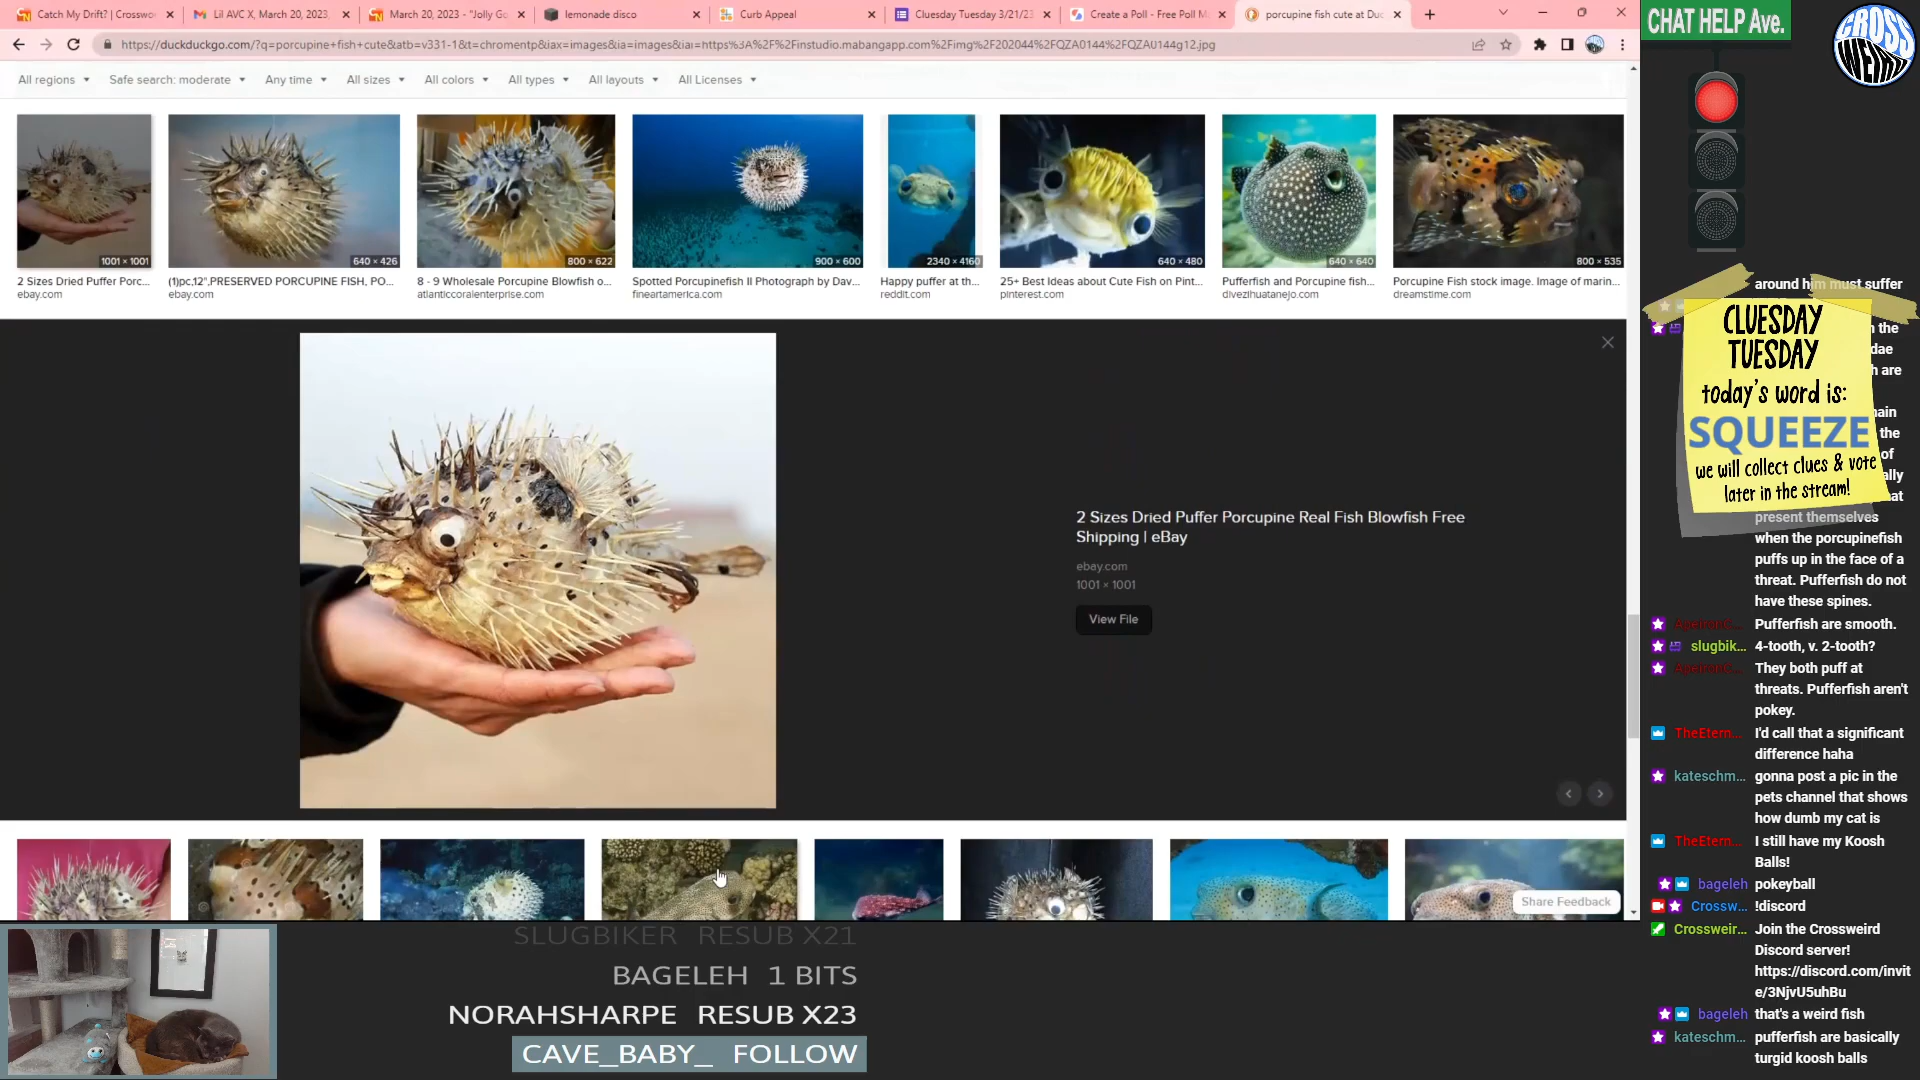 Catch My Drift? | Crosswo
Lil AVC X, March 20, 2023,
March 20, 2023 - "Jolly Go
lemonade disco
Curb Appeal
Cluesday Tuesday 3/21/23
Create a Poll - Free Poll M
porcupine fish cute at Duc
CHAT HELP Ave.
CROSS
WEIRD
https://duckduckgo.com/?q=porcupine+fish+cute&atb=v331-1&t=chromentp&iax=images&ia=images&iai=https%3A%2F%2Finstudio.mabangapp.com%2Fimg%2F202044%2FQZA0144%2FQZA0144g12.jpg
All regions
Safe search: moderate
Any time
All sizes
All colors
All types
All layouts
All Licenses
1001 × 1001
640 × 426
800 × 622
900 × 600
2340 × 4160
640 × 480
640 × 640
800 × 535
2 Sizes Dried Puffer Porc...
ebay.com
(1)pc,12",PRESERVED PORCUPINE FISH, PO...
ebay.com
8 - 9 Wholesale Porcupine Blowfish o...
atlanticcoralenterprise.com
Spotted Porcupinefish II Photograph by Dav...
fineartamerica.com
Happy puffer at th...
reddit.com
25+ Best Ideas about Cute Fish on Pint...
pinterest.com
Pufferfish and Porcupine fish...
divezihuatanejo.com
Porcupine Fish stock image. Image of marin...
dreamstime.com
2 Sizes Dried Puffer Porcupine Real Fish Blowfish Free
Shipping | eBay
ebay.com
1001 × 1001
View File
Share Feedback
around him must suffer
n the
dae
h are
ain
the
of
ally
at
CLUESDAY
TUESDAY
today's word is:
SQUEEZE
we will collect clues & vote
later in the stream!
present themselves
when the porcupinefish
puffs up in the face of a
threat. Pufferfish do not
have these spines.
Pufferfish are smooth.
slugbik... 4-tooth, v. 2-tooth?
They both puff at
threats. Pufferfish aren't
pokey.
TheEtern... I'd call that a significant
difference haha
kateschm... gonna post a pic in the
pets channel that shows
how dumb my cat is
TheEtern... I still have my Koosh
Balls!
bageleh pokeyball
Crossw... !discord
Crossweir... Join the Crossweird
Discord server!
https://discord.com/invit
e/3NjvU5uhBu
bageleh that's a weird fish
kateschm... pufferfish are basically
turgid koosh balls
SLUGBIKER RESUB X21
BAGELEH 1 BITS
NORAHSHARPE RESUB X23
CAVE_BABY_ FOLLOW